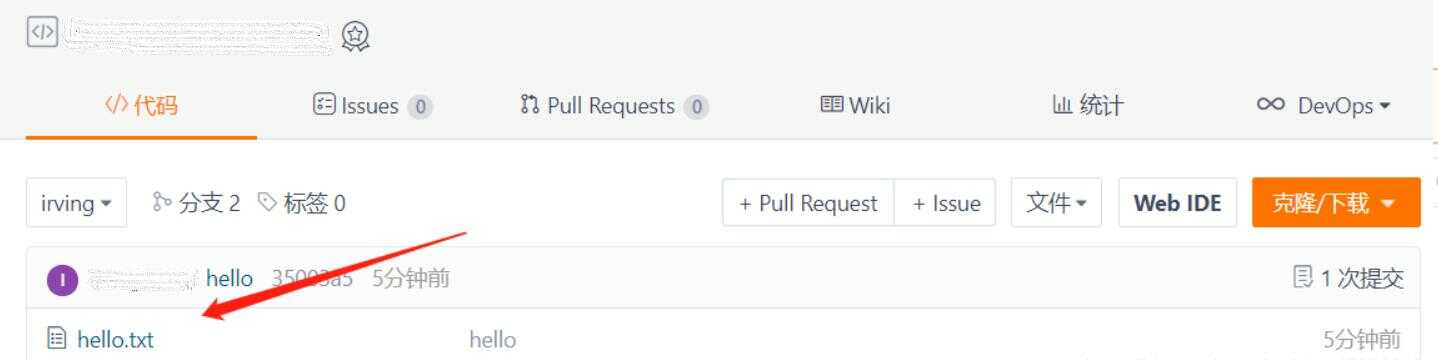 代码 Issues 0 Pull Requests 0 Wiki 统计 DevOps
irving 分支 2 标签 0 + Pull Request + Issue 文件 Web IDE 克隆/下载
I hello 35003a5 5分钟前 1 次提交
hello.txt hello 5分钟前